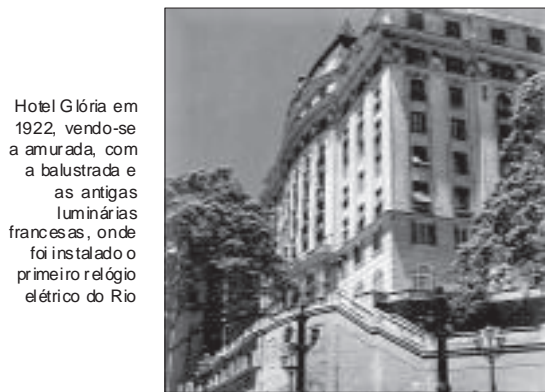 Hotel Glória em
1922, vendo-se
a amurada, com
a balustrada e
as antigas
luminárias
francesas, onde
foi instalado o
primeiro relógio
elétrico do Rio